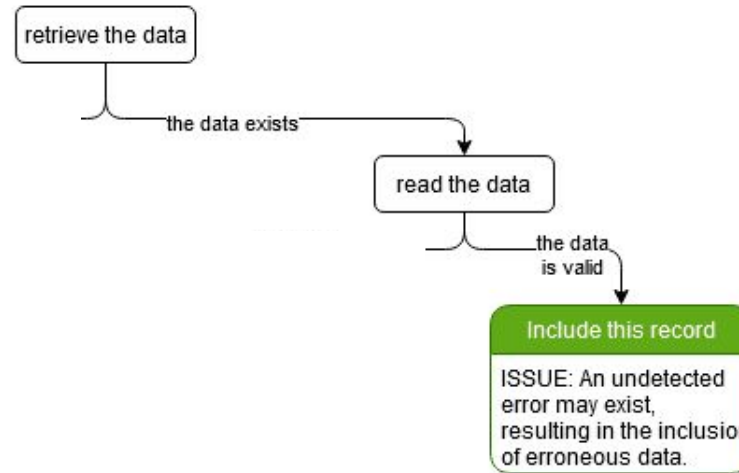 retrieve the data
the data exists
read the data
the data
is valid
Include this record
ISSUE: An undetected
error may exist,
resulting in the inclusio
of erroneous data.